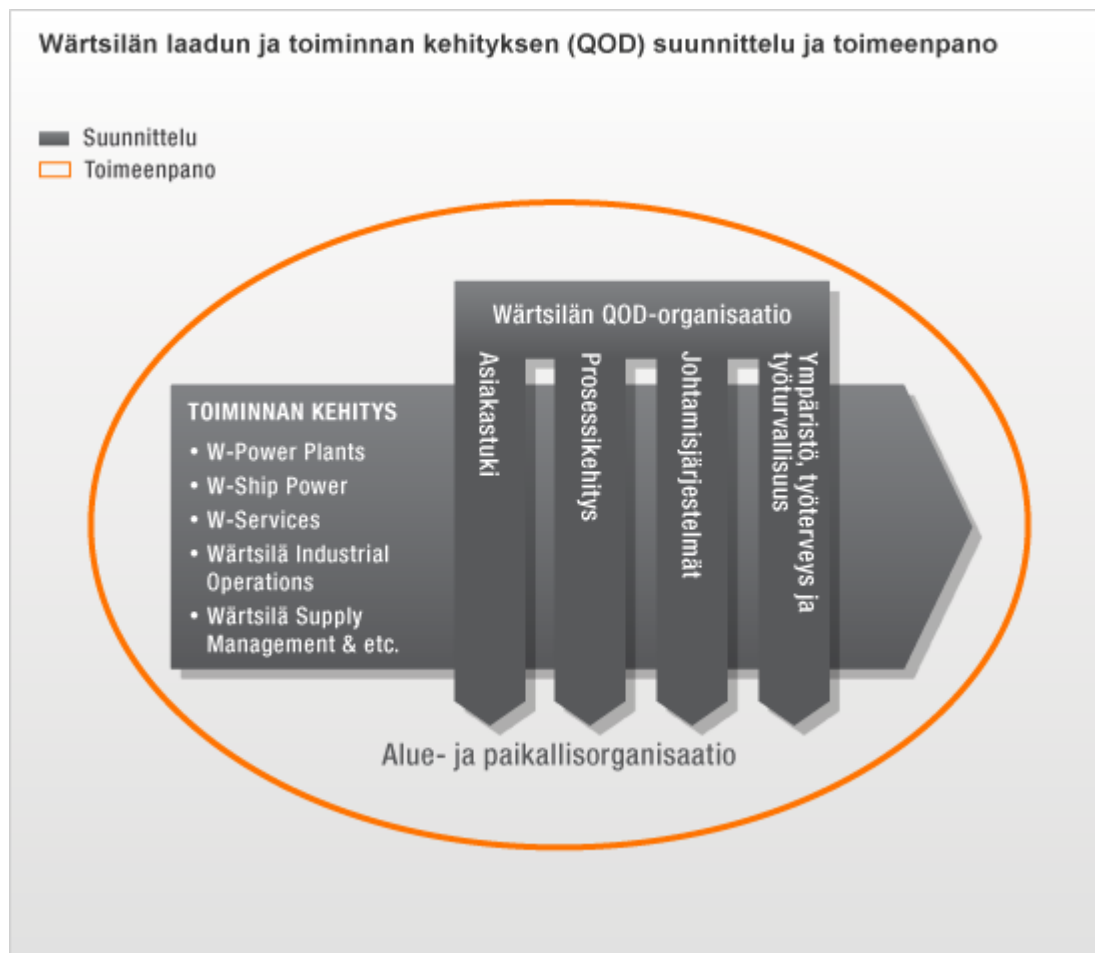 Wärtsilän laadun ja toiminnan kehityksen (QOD) suunnittelu ja toimeenpano
Suunnittelu
Toimeenpano
Wärtsilän QOD-organisaatio
Asiakastuki
Prosessikehitys
Johtamisjärjestelmät
Ympäristö, työterveys ja
työturvallisuus
TOIMINNAN KEHITYS
• W-Power Plants
• W-Ship Power
• W-Services
• Wärtsilä Industrial
Operations
• Wärtsilä Supply
Management & etc.
Alue- ja paikallisorganisaatio